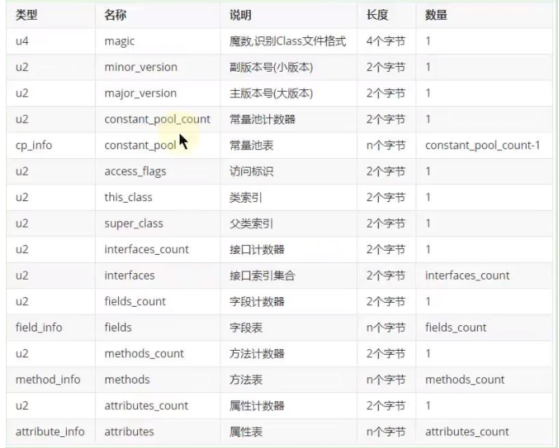 类型 名称 说明 长度 数量
u4 magic 魔数,识别Class文件格式 4个字节 1
u2 minor_version 副版本号(小版本) 2个字节 1
u2 major_version 主版本号(大版本) 2个字节 1
u2 constant_pool_count 常量池计数器 2个字节 1
cp_info constant_pool 常量池表 n个字节 constant_pool_count-1
u2 access_flags 访问标识 2个字节 1
u2 this_class 类索引 2个字节 1
u2 super_class 父类索引 2个字节 1
u2 interfaces_count 接口计数器 2个字节 1
u2 interfaces 接口索引集合 2个字节 interfaces_count
u2 fields_count 字段计数器 2个字节 1
field_info fields 字段表 n个字节 fields_count
u2 methods_count 方法计数器 2个字节 1
method_info methods 方法表 n个字节 methods_count
u2 attributes_count 属性计数器 2个字节 1
attribute_info attributes 属性表 n个字节 attributes_count